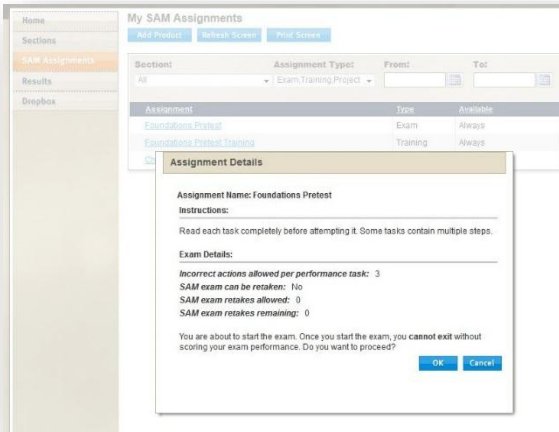 Home
Sections
SAM Assignments
Results
Dropbox
My SAM Assignments
Add Product Refresh Screen Print Screen
Section: Assignment Type: From: To:
All Exam,Training,Project
Assignment Type Available
Foundations Pretest Exam Always
Foundations Pretest Training Training Always
Assignment Details
Assignment Name: Foundations Pretest
Instructions:
Read each task completely before attempting it. Some tasks contain multiple steps.
Exam Details:
Incorrect actions allowed per performance task: 3
SAM exam can be retaken: No
SAM exam retakes allowed: 0
SAM exam retakes remaining: 0
You are about to start the exam. Once you start the exam, you cannot exit without
scoring your exam performance. Do you want to proceed?
OK Cancel